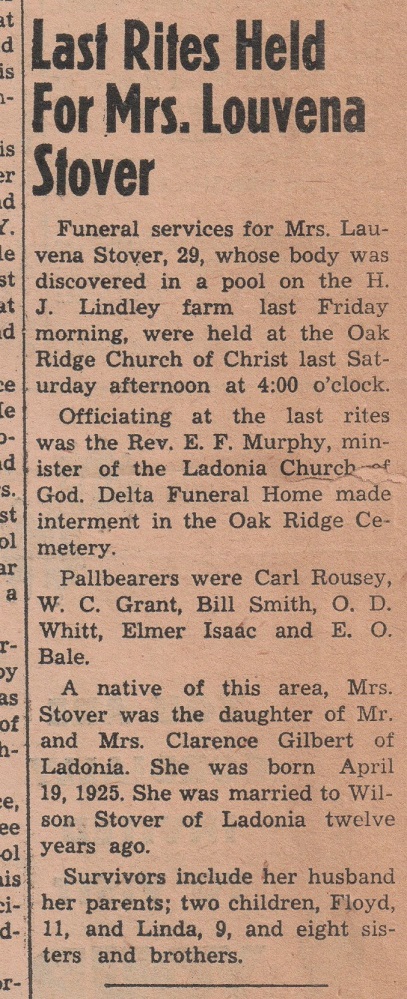 Last Rites Held
For Mrs. Louvena
Stover
Funeral services for Mrs. Lau-
vena Stover, 29, whose body was
discovered in a pool on the H.
J. Lindley farm last Friday
morning, were held at the Oak
Ridge Church of Christ last Sat-
urday afternoon at 4:00 o'clock.
Officiating at the last rites
was the Rev. E. F. Murphy, min-
ister of the Ladonia Church of
God. Delta Funeral Home made
interment in the Oak Ridge Ce-
metery.
Pallbearers were Carl Rousey,
W. C. Grant, Bill Smith, O. D.
Whitt, Elmer Isaac and E. O.
Bale.
A native of this area, Mrs.
Stover was the daughter of Mr.
and Mrs. Clarence Gilbert of
Ladonia. She was born April
19, 1925. She was married to Wil-
son Stover of Ladonia twelve
years ago.
Survivors include her husband
her parents; two children, Floyd,
11, and Linda, 9, and eight sis-
ters and brothers.